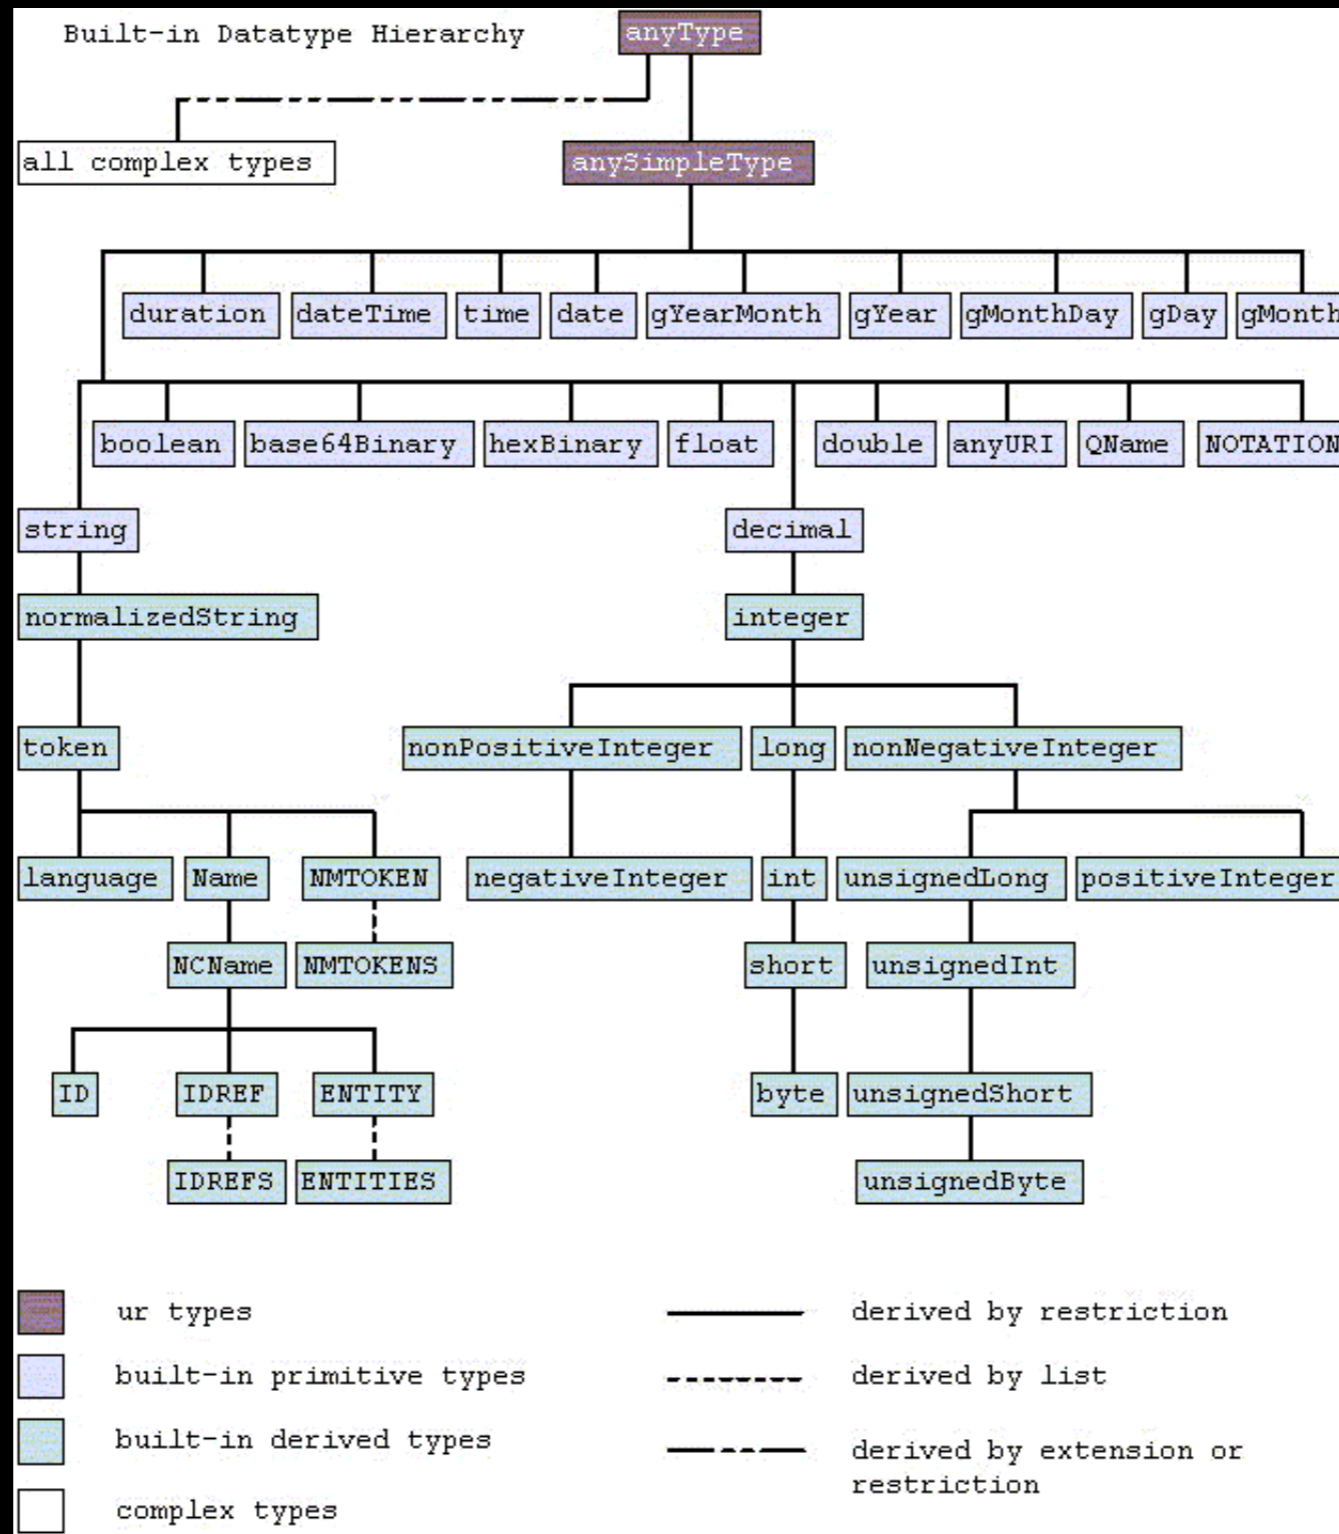 Built-in Datatype Hierarchy
anyType
all complex types
anySimpleType
duration
dateTime
time
date
gYearMonth
gYear
gMonthDay
gDay
gMonth
boolean
base64Binary
hexBinary
float
double
anyURI
QName
NOTATION
string
decimal
normalizedString
integer
token
nonPositiveInteger
long
nonNegativeInteger
language
Name
NMTOKEN
negativeInteger
int
unsignedLong
positiveInteger
NCName
NMTOKENS
short
unsignedInt
ID
IDREF
ENTITY
byte
unsignedShort
IDREFS
ENTITIES
unsignedByte
ur types
built-in primitive types
built-in derived types
complex types
derived by restriction
derived by list
derived by extension or
restriction